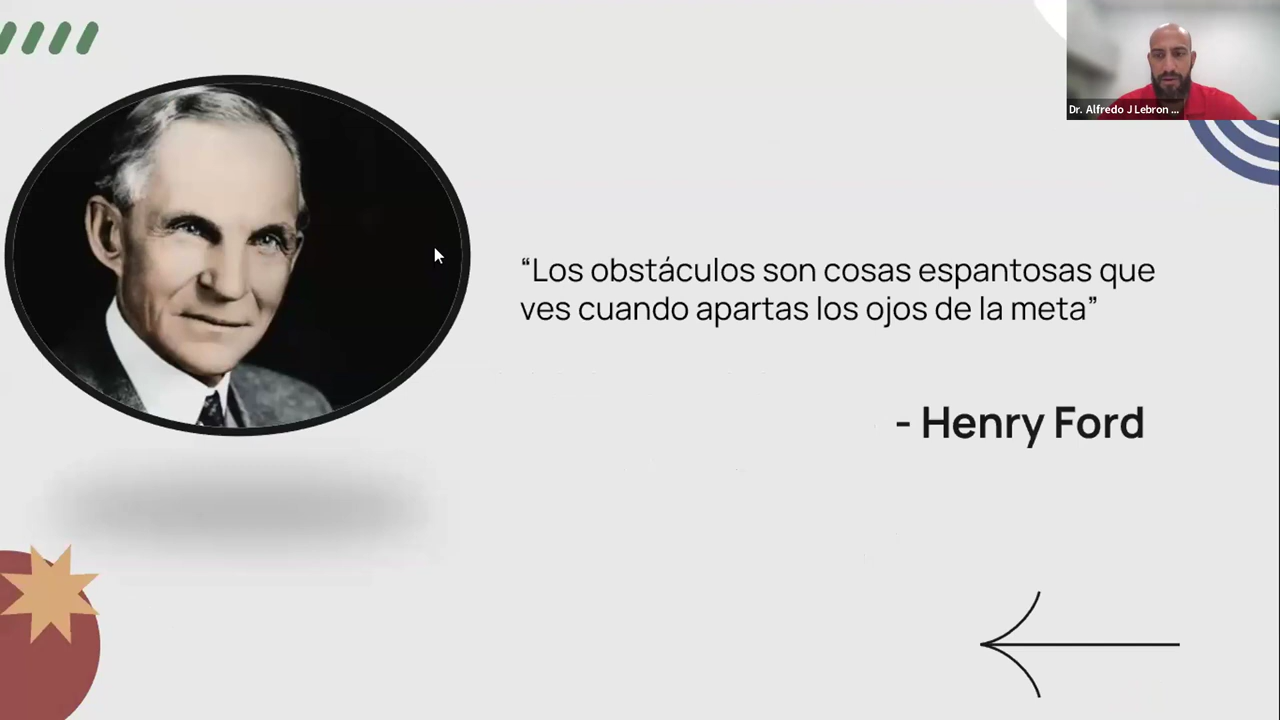 Dr. Alfredo J Lebron ...
“Los obstáculos son cosas espantosas que
ves cuando apartas los ojos de la meta”
- Henry Ford